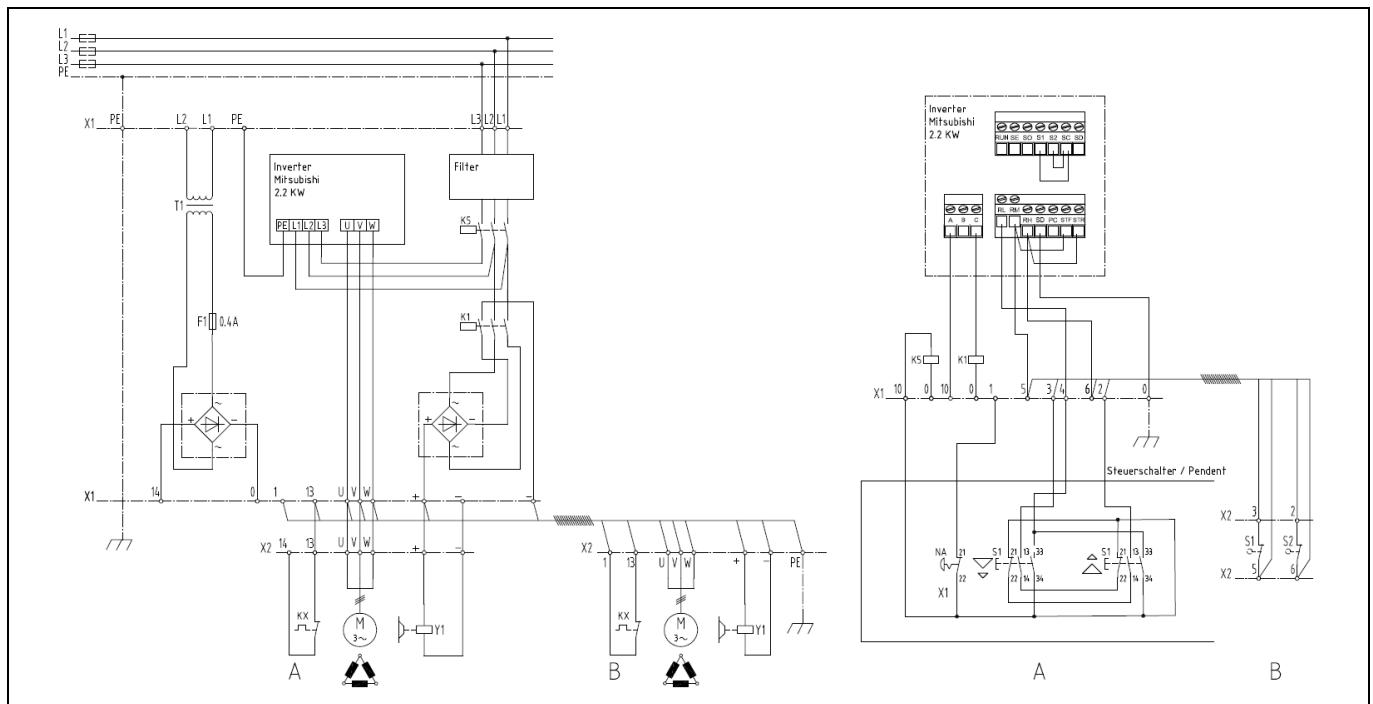 L1
L2
L3
PE
X1 PE L2 L1 PE L3 L2 L1
Inverter
Mitsubishi
2.2 KW
Filter
T1
PE L1 L2 L3 U V W
K5
F1 0.4A
K1
~
+ -
~
~
+ -
~
X1 14 0 1 13 U V W + - -
X2 14 13 U V W + -
X2 1 13 U V W + - PE
KX
M
3~
Y1
KX
M
3~
Y1
A
B
Inverter
Mitsubishi
2.2 KW
RUN SE SO S1 S2 SC SD
A B C
RL RM RH SD PC STF STR
K5 K1
X1 10 0 10 0 1 5 3 4 6 2 0
Steuerschalter / Pendent
NA 21 S1 21 13 33 S1 21 13 33
22 22 14 34 22 14 34
X1
X2 3 2
S1 S2
X2 5 6
A
B